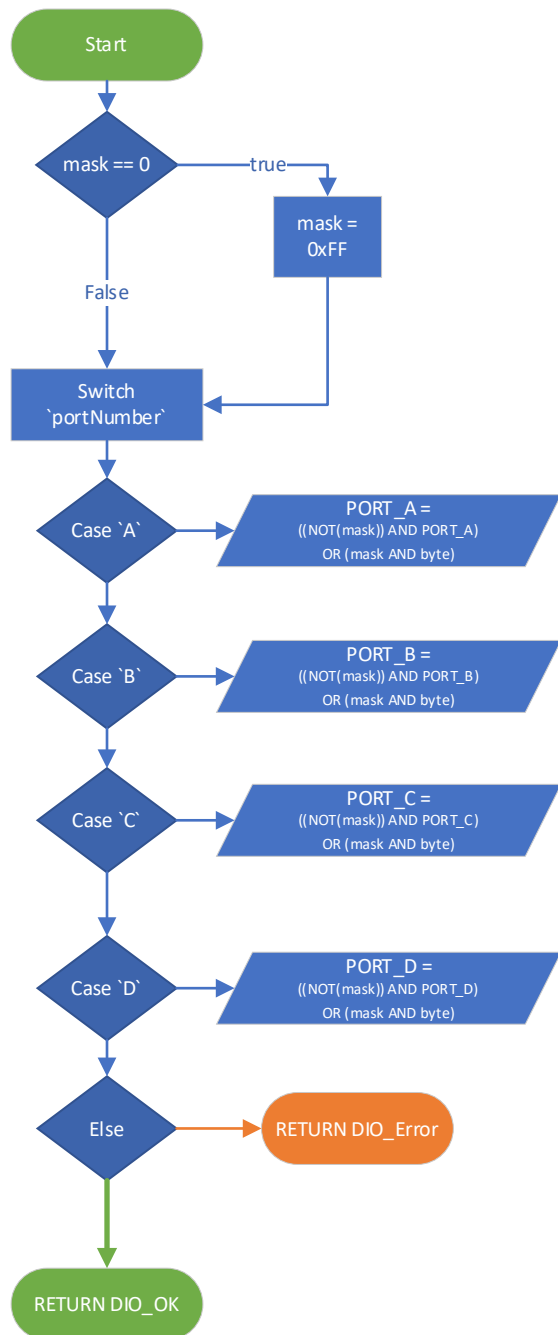 Start
mask == 0
true
mask =
0xFF
False
Switch
`portNumber`
Case `A`
PORT_A =
((NOT(mask)) AND PORT_A)
OR (mask AND byte)
Case `B`
PORT_B =
((NOT(mask)) AND PORT_B)
OR (mask AND byte)
Case `C`
PORT_C =
((NOT(mask)) AND PORT_C)
OR (mask AND byte)
Case `D`
PORT_D =
((NOT(mask)) AND PORT_D)
OR (mask AND byte)
Else
RETURN DIO_Error
RETURN DIO_OK